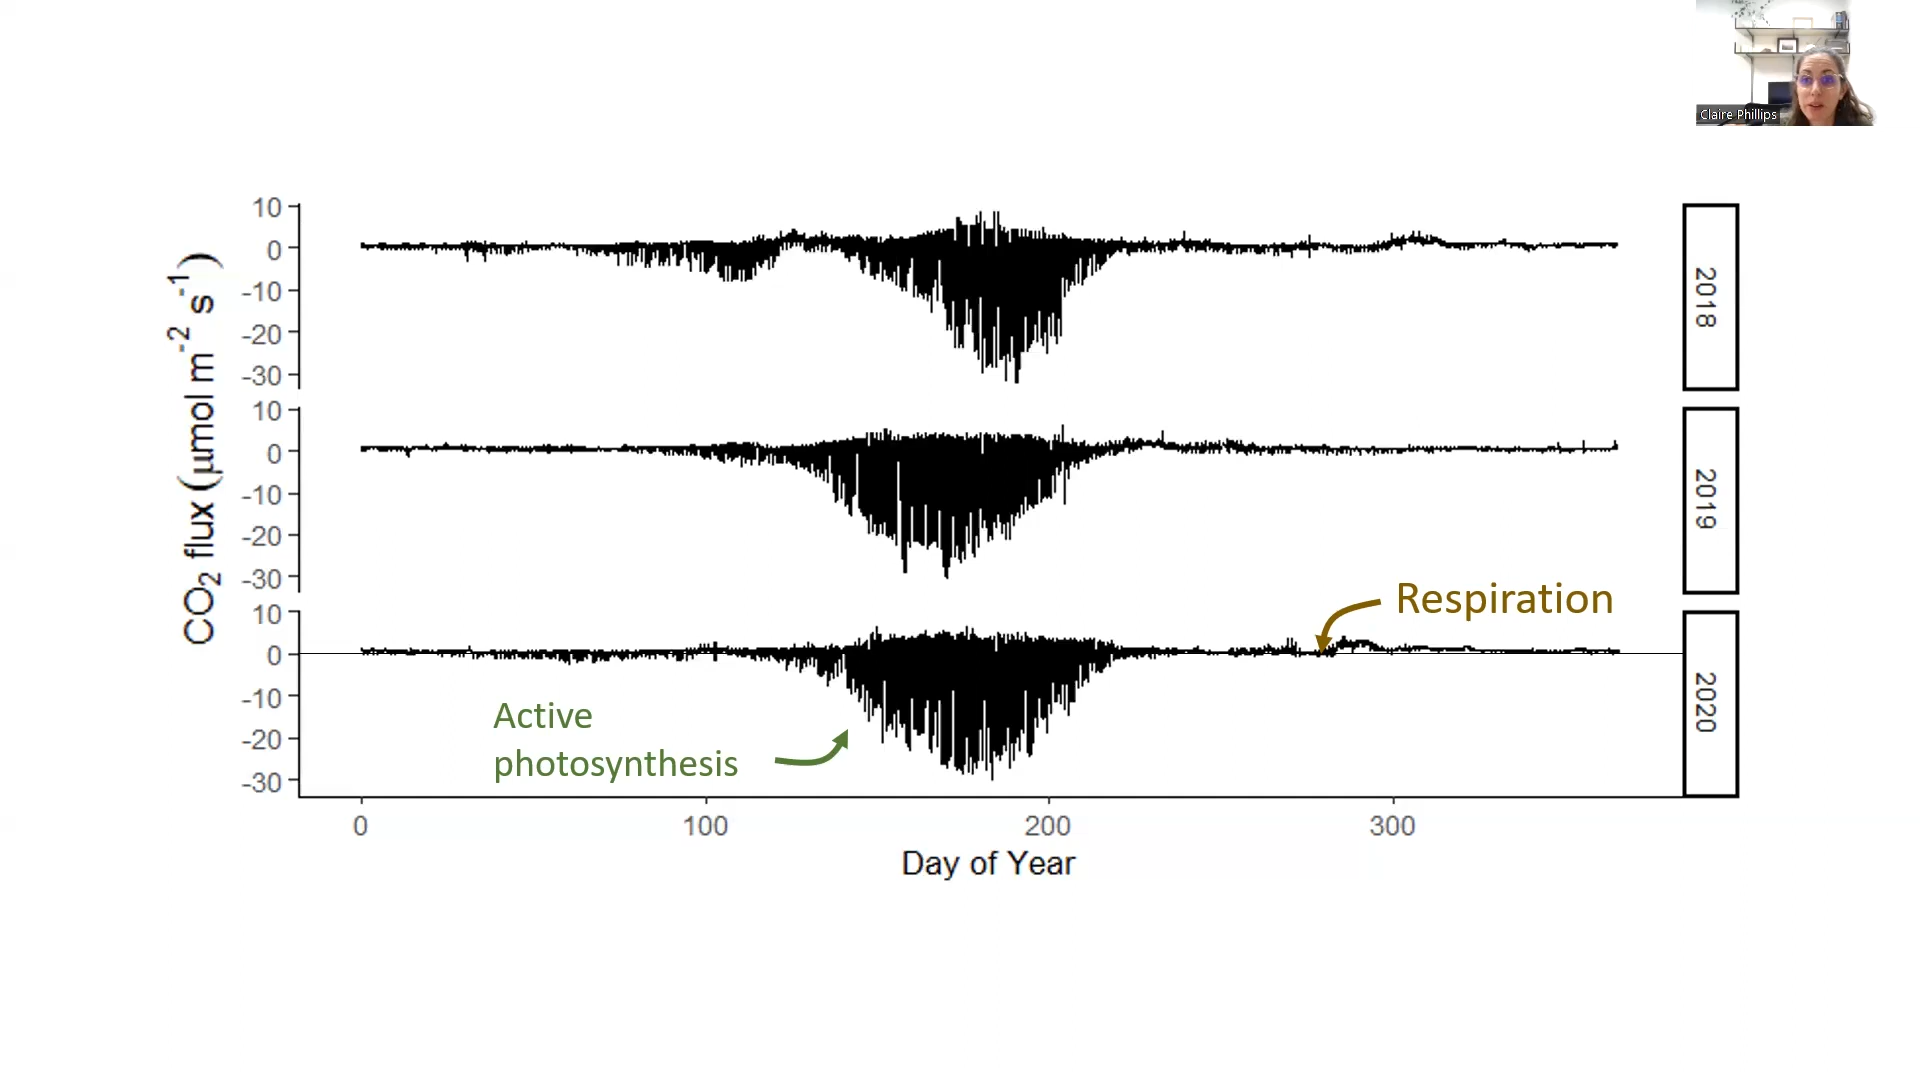 Claire Phillips
CO2 flux (μmol m-2 s-1)
10
0
-10
-20
-30
2018
10
0
-10
-20
-30
2019
10
0
-10
-20
-30
2020
Respiration
Active
photosynthesis
0 100 200 300
Day of Year